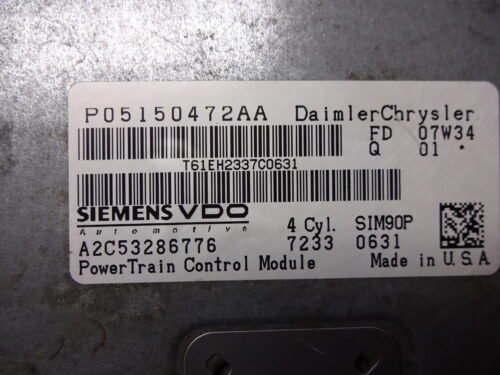 P05150472AA DaimlerChrysler
FD 07W34
Q 01
T61EH2337C0631
SIEMENS VDO
Automotive
4 Cyl. SIM90P
A2C53286776 7233 0631
PowerTrain Control Module Made in U.S.A